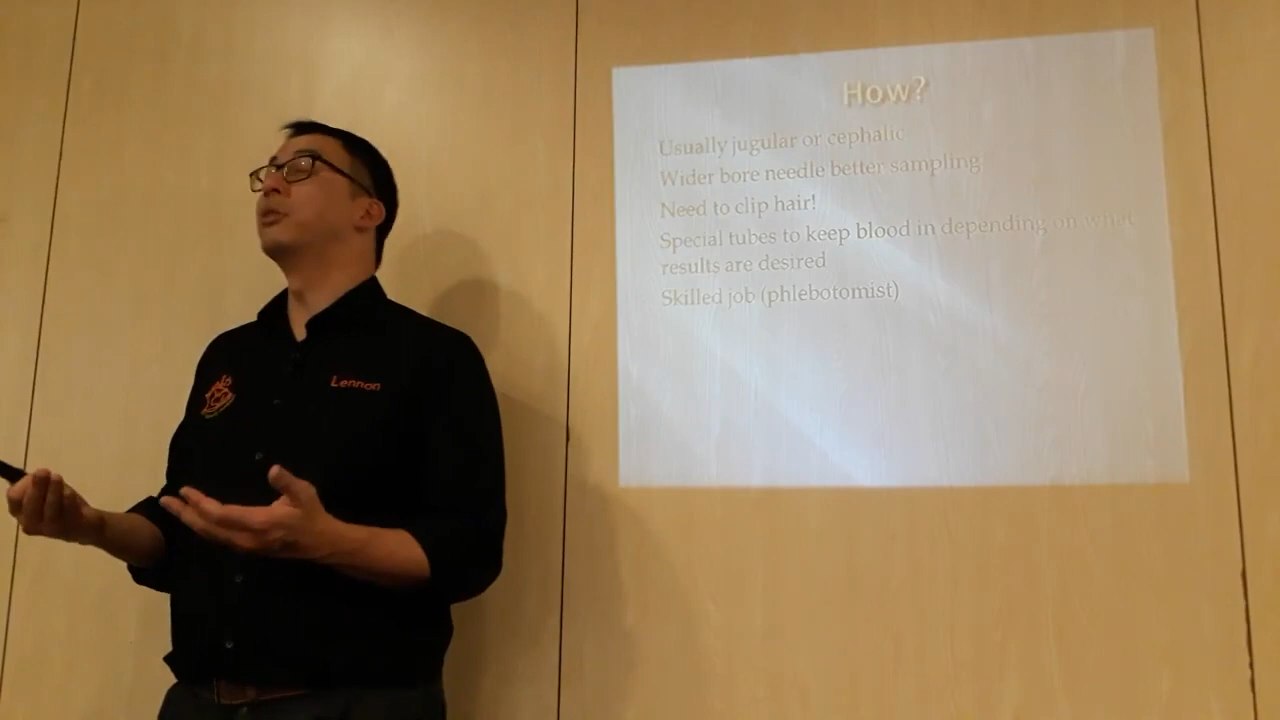 How?
Usually jugular or cephalic
Wider bore needle better sampling
Need to clip hair!
Special tubes to keep blood in depending on what
results are desired
Skilled job (phlebotomist)
Lennon